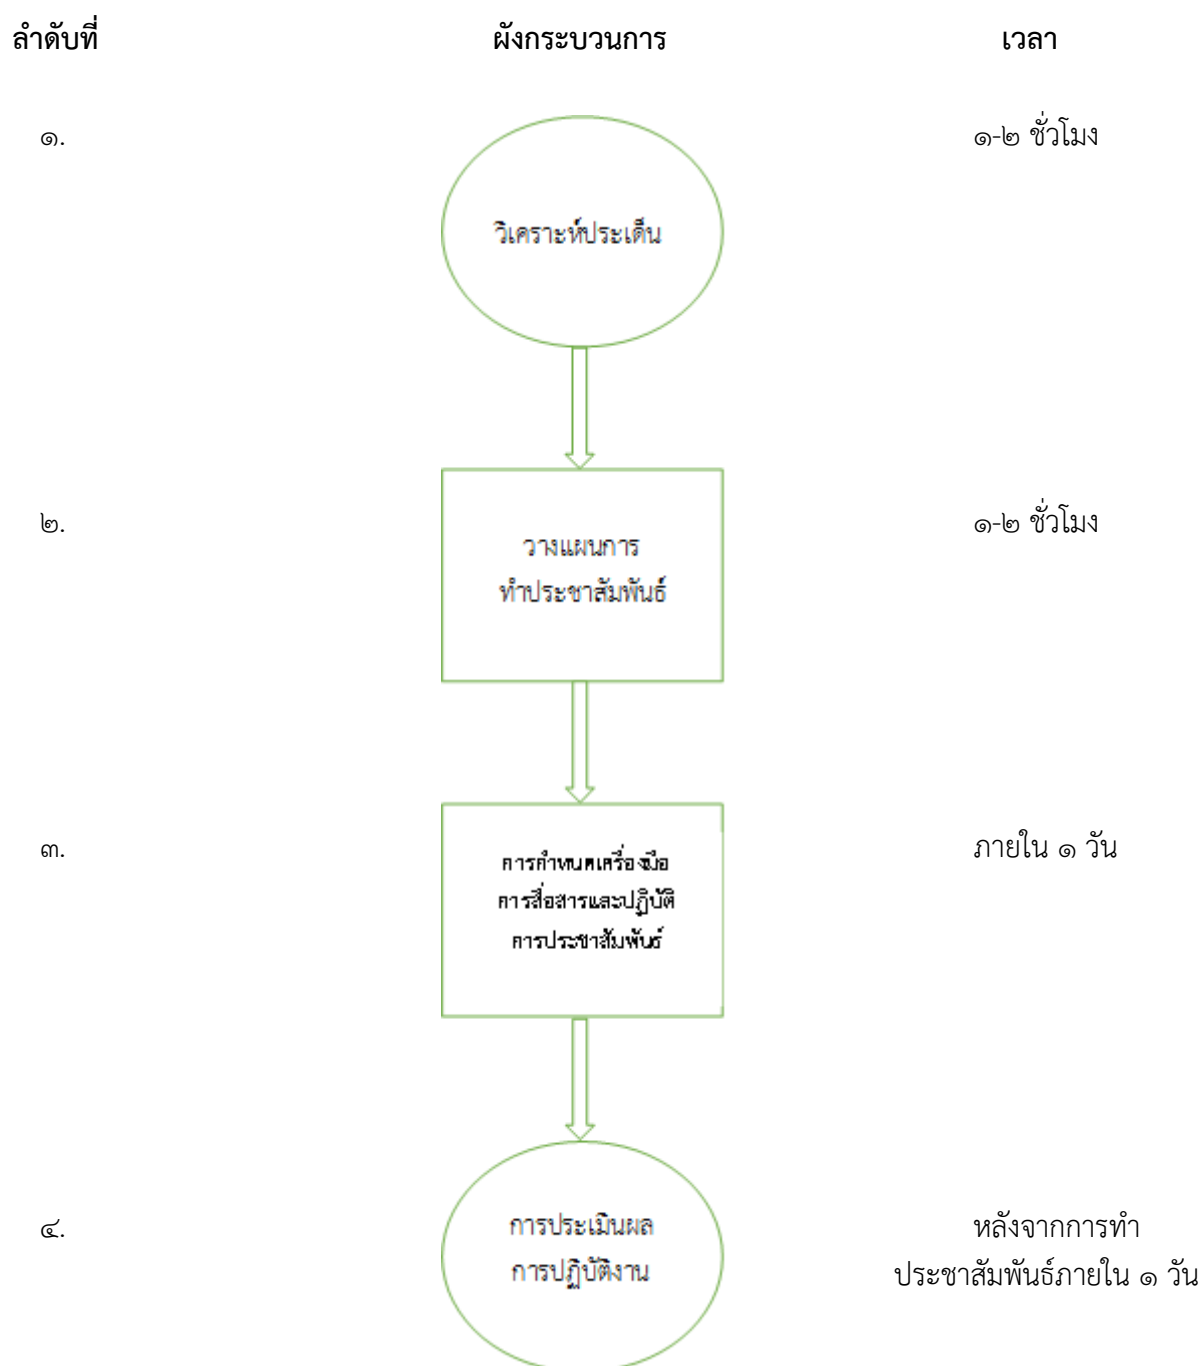 ลำดับที่ ผังกระบวนการ เวลา
๑. ๑-๒ ชั่วโมง
วิเคราะห์ประเด็น
๒. ๑-๒ ชั่วโมง
วางแผนการ
ทำประชาสัมพันธ์
๓. ภายใน ๑ วัน
การกำหนดเครื่องมือ
การสื่อสารและปฏิบัติ
การประชาสัมพันธ์
๔. การประเมินผล หลังจากการทำ
การปฏิบัติงาน ประชาสัมพันธ์ภายใน ๑ วัน